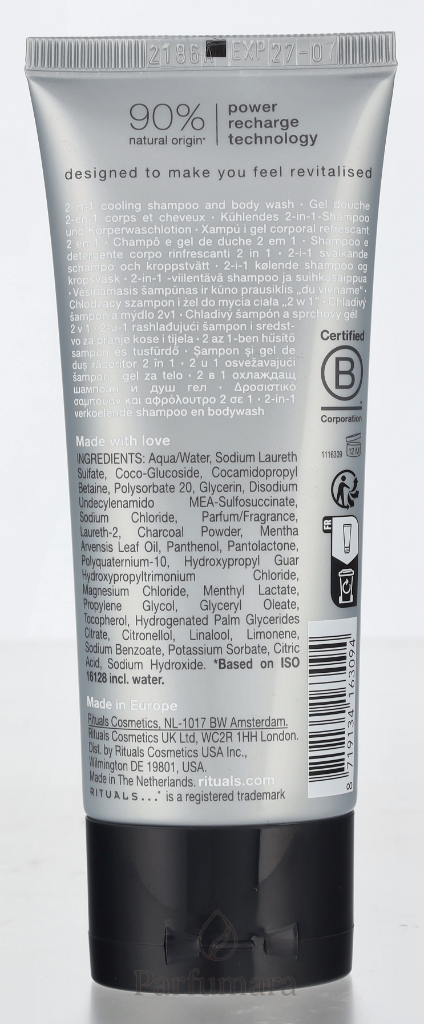 2186A EXP 27-07
90% natural origin*
power
recharge
technology
designed to make you feel revitalised
2-in-1 cooling shampoo and body wash • Gel douche
2-en-1 corps et cheveux • Kühlendes 2-in-1-Shampoo
und Körperwaschlotion • Xampú i gel corporal refrescant
2 en 1 • Champô e gel de duche 2 em 1 • Shampoo e
detergente corpo rinfrescanti 2 in 1 • 2-i-1 svalkande
schampo och kroppstvätt • 2-i-1 kølende shampoo og
kropsvask • 2-in-1-viilentävä shampoo ja suihkusaippua
• Vėsinamasis šampūnas ir kūno prausiklis „du viename" •
Chłodzący szampon i żel do mycia ciała „2 w 1" • Chladivý
šampón a mýdlo 2v1 • Chladivý šampón a sprchový gél
2 v 1 • 2-u-1 rashlađujući šampon i sredst-
vo za pranje kose i tijela • 2 az 1-ben hűsítő
sampon és tusfürdő • Șampon și gel de
duș răcoritor 2 în 1 • 2 u 1 osvežavajući
šampon i gel za telo • 2 в 1 охлаждащ
шампоан и душ гел • Δροσιστικό
σαμπουάν και αφρόλουτρο 2 σε 1 • 2-in-1
verkoelende shampoo en bodywash
Certified
B
Corporation
Made with love
INGREDIENTS: Aqua/Water, Sodium Laureth
Sulfate, Coco-Glucoside, Cocamidopropyl
Betaine, Polysorbate 20, Glycerin, Disodium
Undecylenamido MEA-Sulfosuccinate,
Sodium Chloride, Parfum/Fragrance,
Laureth-2, Charcoal Powder, Mentha
Arvensis Leaf Oil, Panthenol, Pantolactone,
Polyquaternium-10, Hydroxypropyl Guar
Hydroxypropyltrimonium Chloride,
Magnesium Chloride, Menthyl Lactate,
Propylene Glycol, Glyceryl Oleate,
Tocopherol, Hydrogenated Palm Glycerides
Citrate, Citronellol, Linalool, Limonene,
Sodium Benzoate, Potassium Sorbate, Citric
Acid, Sodium Hydroxide. *Based on ISO
16128 incl. water.
1116339
12 M
FR
Made in Europe
Rituals Cosmetics, NL-1017 BW Amsterdam.
Rituals Cosmetics UK Ltd, WC2R 1HH London.
Dist. by Rituals Cosmetics USA Inc.,
Wilmington DE 19801, USA.
Made in The Netherlands. rituals.com
RITUALS...® is a registered trademark
8 719134 163094
Parfumara